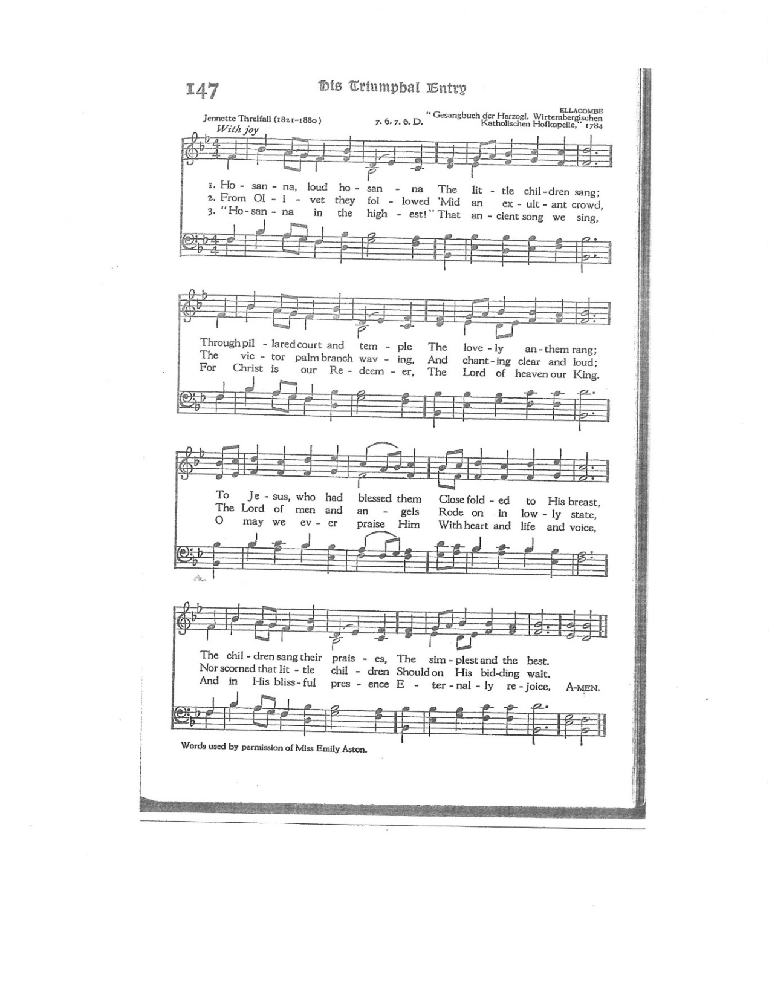 147
His Triumphal Entry
ELLACOMBE
Jennette Threlfall (1821-1880)
7. 6. 7. 6. D.
"Gesangbuch der Herzogl. Wirtembergischen
Katholischen Hofkapelle," 1784
With joy
1. Ho - san - na, loud ho - san - na The lit - tle chil - dren sang;
2. From Ol - i - vet they fol - lowed 'Mid an ex - ult - ant crowd,
3. "Ho - san - na in the high - est!" That an - cient song we sing,
Through pil - lared court and tem - ple The love - ly an - them rang;
The vic - tor palm branch wav - ing, And chant - ing clear and loud;
For Christ is our Re - deem - er, The Lord of heaven our King.
To Je - sus, who had blessed them Close fold - ed to His breast,
The Lord of men and an - gels Rode on in low - ly state,
O may we ev - er praise Him With heart and life and voice,
The chil - dren sang their prais - es, The sim - plest and the best.
Nor scorned that lit - tle chil - dren Should on His bid-ding wait.
And in His bliss - ful pres - ence E - ter - nal - ly re - joice. A-MEN.
Words used by permission of Miss Emily Aston.